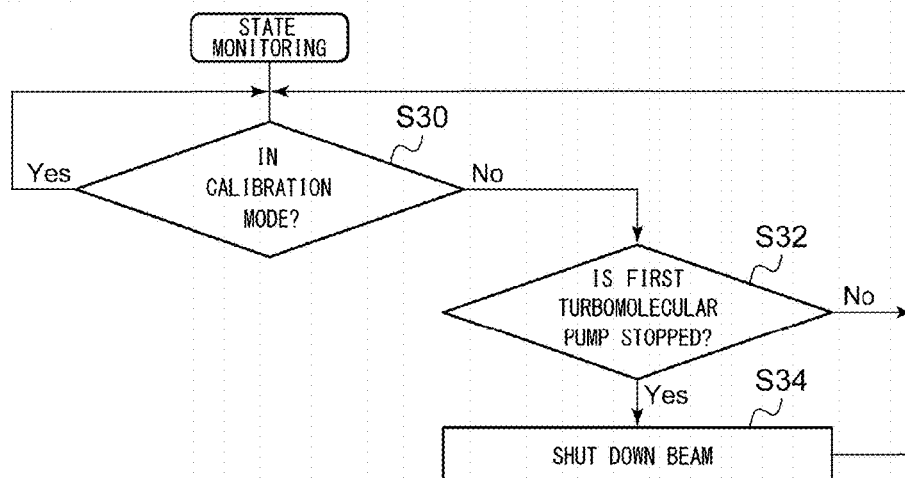 STATE
MONITORING
S30
IN
CALIBRATION
MODE?
Yes
No
S32
IS FIRST
TURBOMOLECULAR
PUMP STOPPED?
No
Yes
S34
SHUT DOWN BEAM